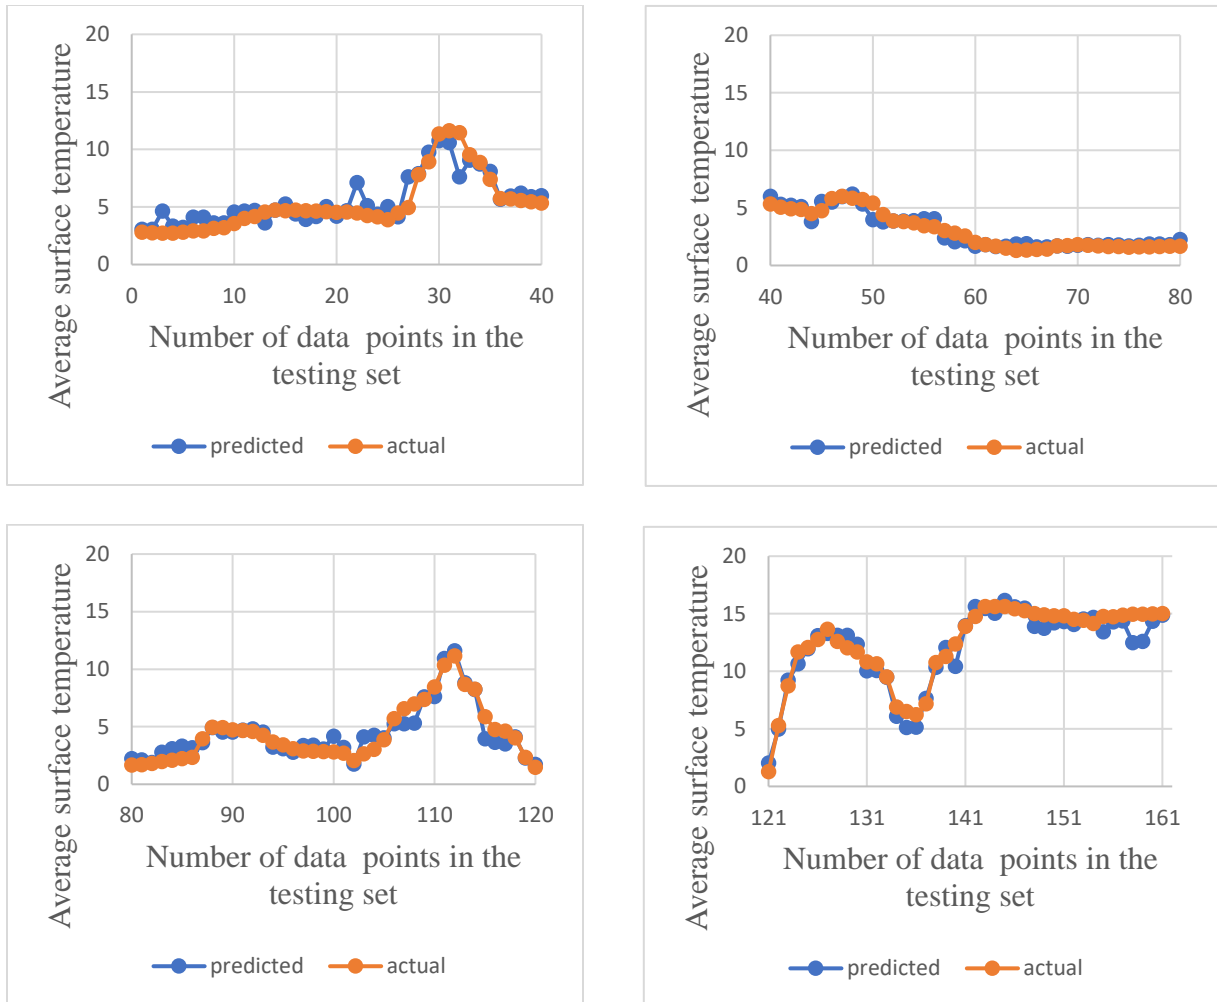 Average surface temperature
20
15
10
5
0
0 10 20 30 40
Number of data points in the
testing set
predicted actual
Average surface temperature
20
15
10
5
0
40 50 60 70 80
Number of data points in the
testing set
predicted actual
Average surface temperature
20
15
10
5
0
80 90 100 110 120
Number of data points in the
testing set
predicted actual
Average surface temperature
20
15
10
5
0
121 131 141 151 161
Number of data points in the
testing set
predicted actual